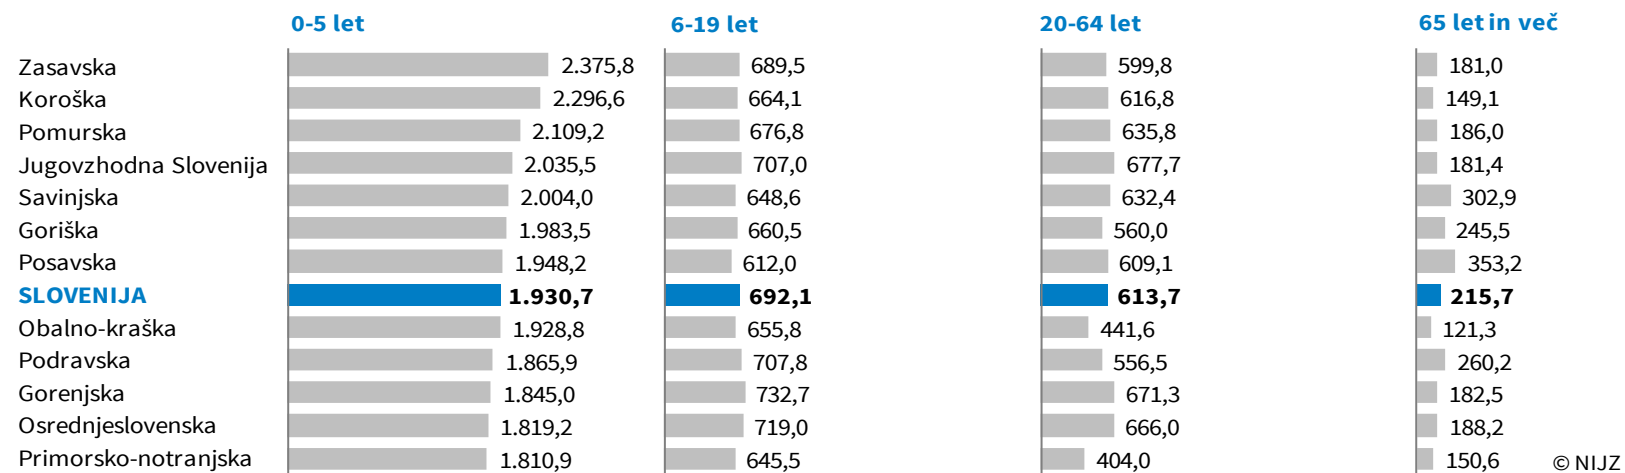 0-5 let 6-19 let 20-64 let 65 let in več
Zasavska 2.375,8 689,5 599,8 181,0
Koroška 2.296,6 664,1 616,8 149,1
Pomurska 2.109,2 676,8 635,8 186,0
Jugovzhodna Slovenija 2.035,5 707,0 677,7 181,4
Savinjska 2.004,0 648,6 632,4 302,9
Goriška 1.983,5 660,5 560,0 245,5
Posavska 1.948,2 612,0 609,1 353,2
SLOVENIJA 1.930,7 692,1 613,7 215,7
Obalno-kraška 1.928,8 655,8 441,6 121,3
Podravska 1.865,9 707,8 556,5 260,2
Gorenjska 1.845,0 732,7 671,3 182,5
Osrednjeslovenska 1.819,2 719,0 666,0 188,2
Primorsko-notranjska 1.810,9 645,5 404,0 150,6
© NIJZ